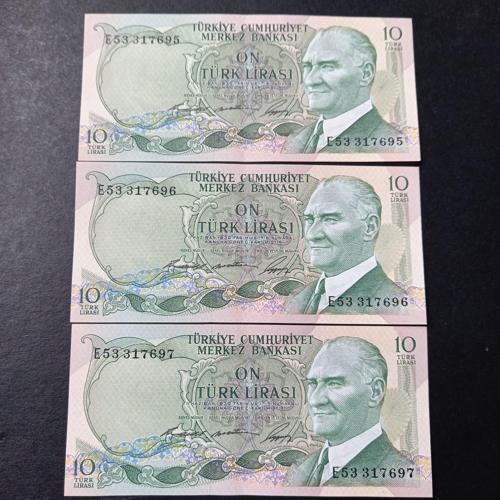 TÜRKİYE CUMHURİYET
MERKEZ BANKASI
10
TÜRK
LİRASI
E53 317695
ON
TÜRK LİRASI
10
TÜRK
LİRASI
E53 317695
TÜRKİYE CUMHURİYET
MERKEZ BANKASI
10
TÜRK
LİRASI
E53 317696
ON
TÜRK LİRASI
10
TÜRK
LİRASI
E53 317696
TÜRKİYE CUMHURİYET
MERKEZ BANKASI
10
TÜRK
LİRASI
E53 317697
ON
TÜRK LİRASI
10
TÜRK
LİRASI
E53 317697